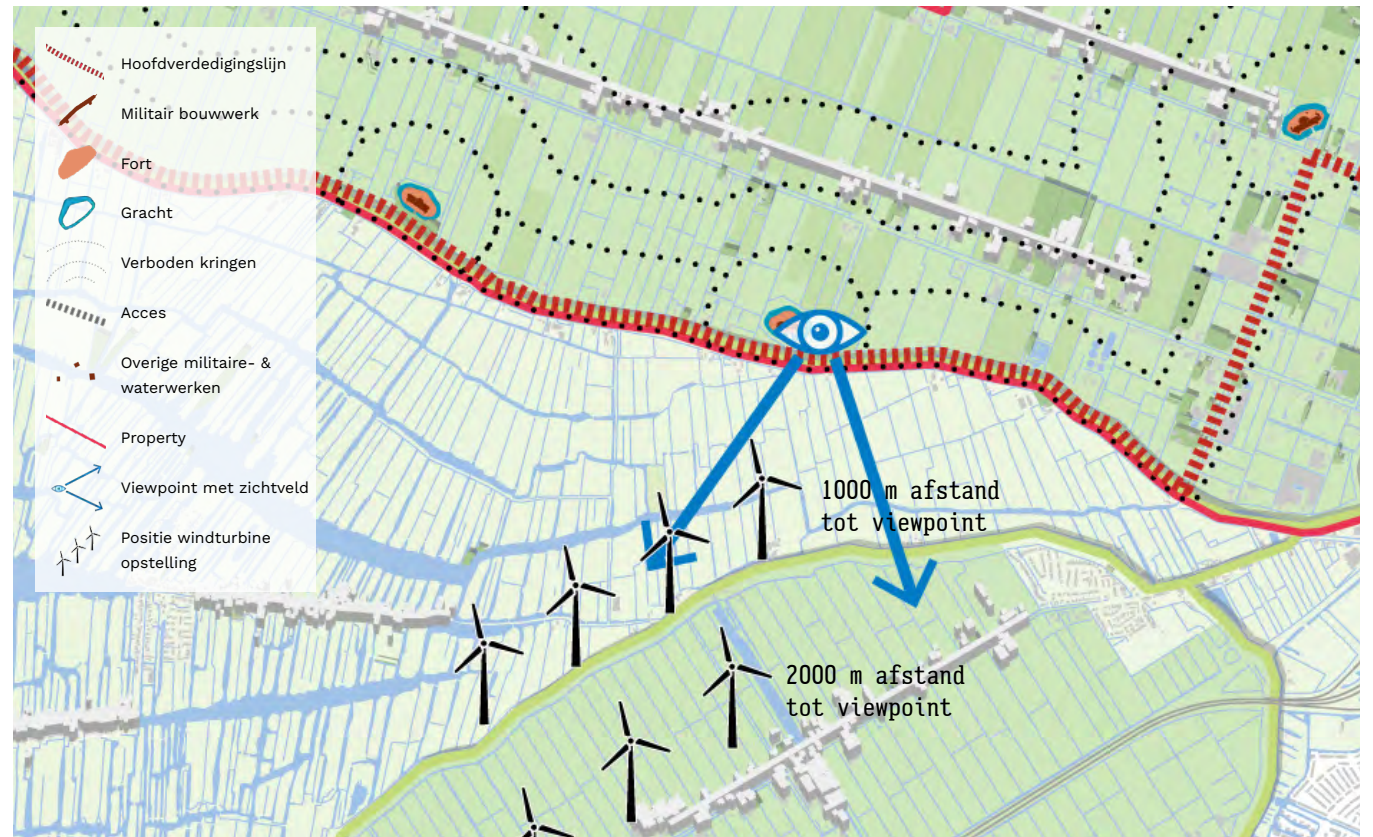 Hoofdverdedigingslijn
Militair bouwwerk
Fort
Gracht
Verboden kringen
Acces
Overige militaire- &
waterwerken
Property
Viewpoint met zichtveld
Positie windturbine
opstelling
1000 m afstand
tot viewpoint
2000 m afstand
tot viewpoint